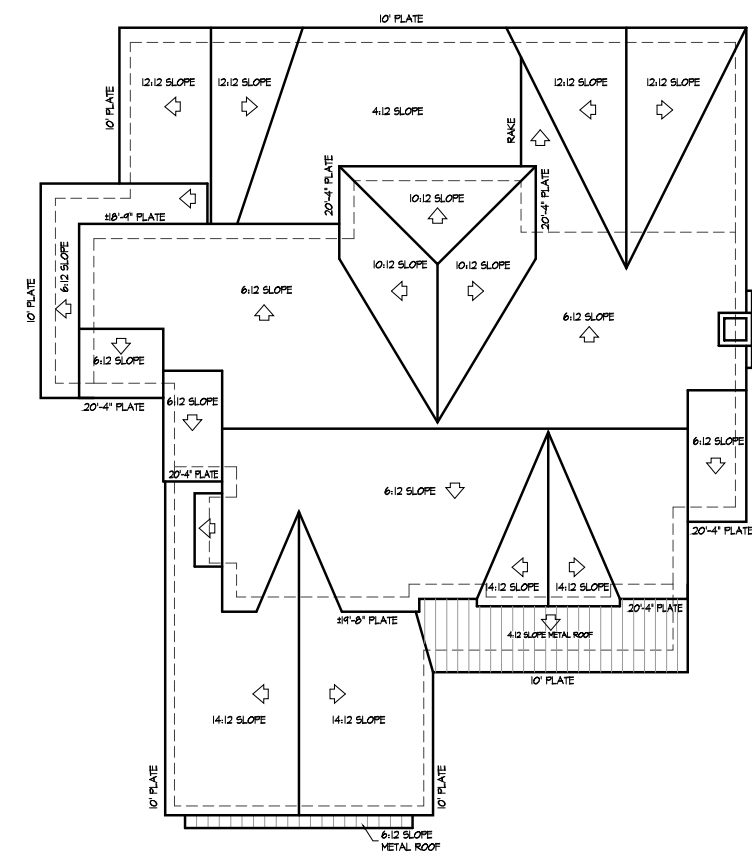 10' PLATE
12:12 SLOPE
12:12 SLOPE
12:12 SLOPE
12:12 SLOPE
10' PLATE
4:12 SLOPE
RAKE
20'-4" PLATE
10:12 SLOPE
20'-4" PLATE
±18'-9" PLATE
6:12 SLOPE
10' PLATE
10:12 SLOPE
10:12 SLOPE
6:12 SLOPE
6:12 SLOPE
6:12 SLOPE
20'-4" PLATE
6:12 SLOPE
6:12 SLOPE
20'-4" PLATE
6:12 SLOPE
20'-4" PLATE
14:12 SLOPE
14:12 SLOPE
20'-4" PLATE
±19'-8" PLATE
4:12 SLOPE METAL ROOF
10' PLATE
14:12 SLOPE
14:12 SLOPE
10' PLATE
10' PLATE
6:12 SLOPE
METAL ROOF